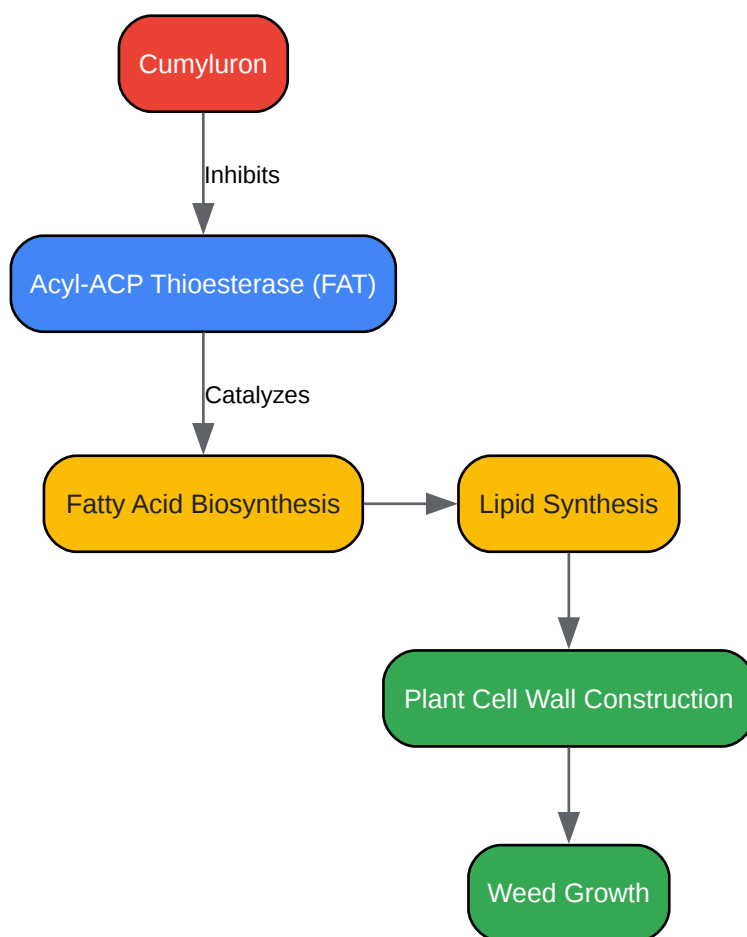 Cumyluron
Inhibits
Acyl-ACP Thioesterase (FAT)
Catalyzes
Fatty Acid Biosynthesis
Lipid Synthesis
Plant Cell Wall Construction
Weed Growth